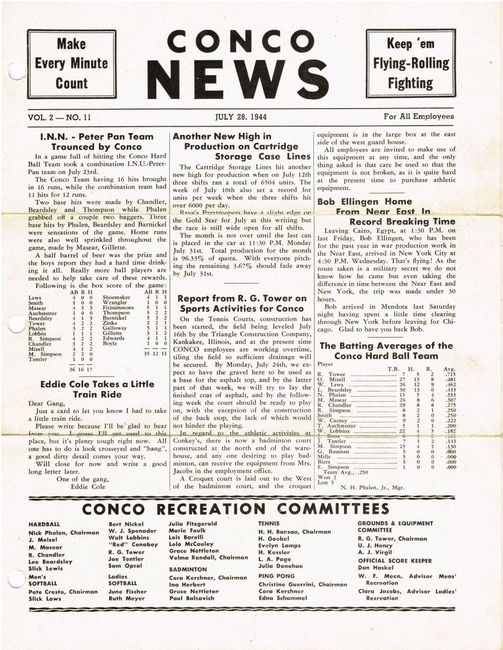 Make
Every Minute
Count
CONCO
NEWS
Keep 'em
Flying-Rolling
Fighting
VOL. 2 — NO. 11
JULY 28, 1944
For All Employees
I.N.N. - Peter Pan Team
Trounced by Conco
In a game full of hitting the Conco Hard
Ball Team took a combination I.N.U.-Peter-
Pan team on July 23rd.
The Conco Team having 16 hits brought
in 16 runs, while the combination team had
11 hits for 12 runs.
Two base hits were made by Chandler,
Beardsley and Thompson while Phalen
grabbed off a couple two baggers. Three
base hits by Phalen, Beardsley and Barnickel
were sensations of the game. Home runs
were also well sprinkled throughout the
game, made by Masear, Gillette.
A half barrel of beer was the prize and
the boys report they had a hard time drink-
ing it all. Really more ball players are
needed to help take care of these rewards.
Following is the box score of the game:
Eddie Cole Takes a Little
Train Ride
Dear Gang,
Just a card to let you know I had to take
a little train ride.
Please write because I'll be glad to hear
from you. I guess I'll get used to this
place, but it's plenty tough right now. All
one has to do is look crosseyed and "bang",
a good dirty detail comes your way.
Will close for now and write a good
long letter later.
One of the gang,
Eddie Cole
Another New High in
Production on Cartridge
Storage Case Lines
The Cartridge Storage Lines hit another
new high for production when on July 12th
three shifts ran a total of 6504 units. The
week of July 10th also set a record for
units per week when the three shifts hit
over 6000 per day.
Gold Star for July at this writing but
the race is still wide open for all shifts.
The month is not over until the last can
is placed in the car at 11:30 P.M. Monday
July 31st. Total production for the month
is 96.33% of quota. With everyone pitch-
ing the remaining 3.67% should fade away
by July 31st.
Report from R. G. Tower on
Sports Activities for Conco
On the Tennis Courts, construction has
been started, the field being leveled July
16th by the Triangle Construction Company,
Kankakee, Illinois, and at the present time
CONCO employees are working overtime
tiling the field so sufficient drainage will
be secured. By Monday, July 24th, we ex-
pect to have the gravel here to be used as
a base for the asphalt top, and by the latter
part of that week, we will try to lay the
finished coat of asphalt, and by the follow-
ing week the court should be ready to play
on, with the exception of the construction
of the back stop, the lack of which would
not hinder the playing.
In regard to the athletic activities at
Conkey's, there is now a badminton court
constructed at the north end of the ware-
house, and any one desiring to play bad-
minton, can receive the equipment from Mrs.
Jacobs in the employment office.
A Croquet court is laid out to the West
of the badminton court, and the croquet
equipment is in the large box at the east
side of the west guard house.
All employees are invited to make use of
this equipment at any time, and the only
thing asked is that care be used so that the
equipment is not broken, as it is quite hard
at the present time to purchase athletic
equipment.
Bob Ellingen Home
From Near East In
Record Breaking Time
Leaving Cairo, Egypt, at 1:30 P.M. on
last Friday, Bob Ellingen, who has been
for the past year in war production work in
the Near East, arrived in New York City at
4:30 P.M. Wednesday. That's flying! As the
route taken is a military secret we do not
know how he came but even taking the
difference in time between the Near East and
New York, the trip was made under 30
hours.
Bob arrived in Mendota last Saturday
night having spent a little time clearing
through New York before leaving for Chi-
cago. Glad to have you back Bob.
The Batting Averages of the
Conco Hard Ball Team
Player T.B. H. R. Avg.
Team Avg., .250
Won 2
N. H. Phalen, Jr., Mgr.
CONCO RECREATION COMMITTEES
HARDBALL
Nick Phalen, Chairman
J. Meisel
M. Masear
R. Chandler
Lee Beardsley
Slick Lewis
Men's
SOFTBALL
Pete Cresto, Chairman
Slick Laws
Bert Nickel
W. J. Spender
Walt Lobbins
"Red" Conaboy
R. G. Tower
Joe Tentler
Sam Opsal
Ladies
SOFTBALL
June Fischer
Ruth Meyer
Julia Fitzgerald
Marie Faulk
Lois Barelli
Lola McCauley
Grace Nettleton
Velma Randall, Chairman
BADMINTON
Cora Kerchner, Chairman
Ina Herbert
Grace Nettleton
Paul Balsavich
TENNIS
H. H. Barsau, Chairman
H. Goebel
Evelyn Lamps
H. Kessler
L. A. Page
Julia Donahue
PING PONG
Christine Guerrini, Chairman
Cora Kerchner
Edna Schammel
GROUNDS & EQUIPMENT
COMMITTEE
R. G. Tower, Chairman
U. J. Henry
A. J. Virgil
OFFICIAL SCORE KEEPER
Don Haskel
W. F. Meen, Advisor Mens'
Recreation
Clara Jacobs, Advisor Ladies'
Recreation